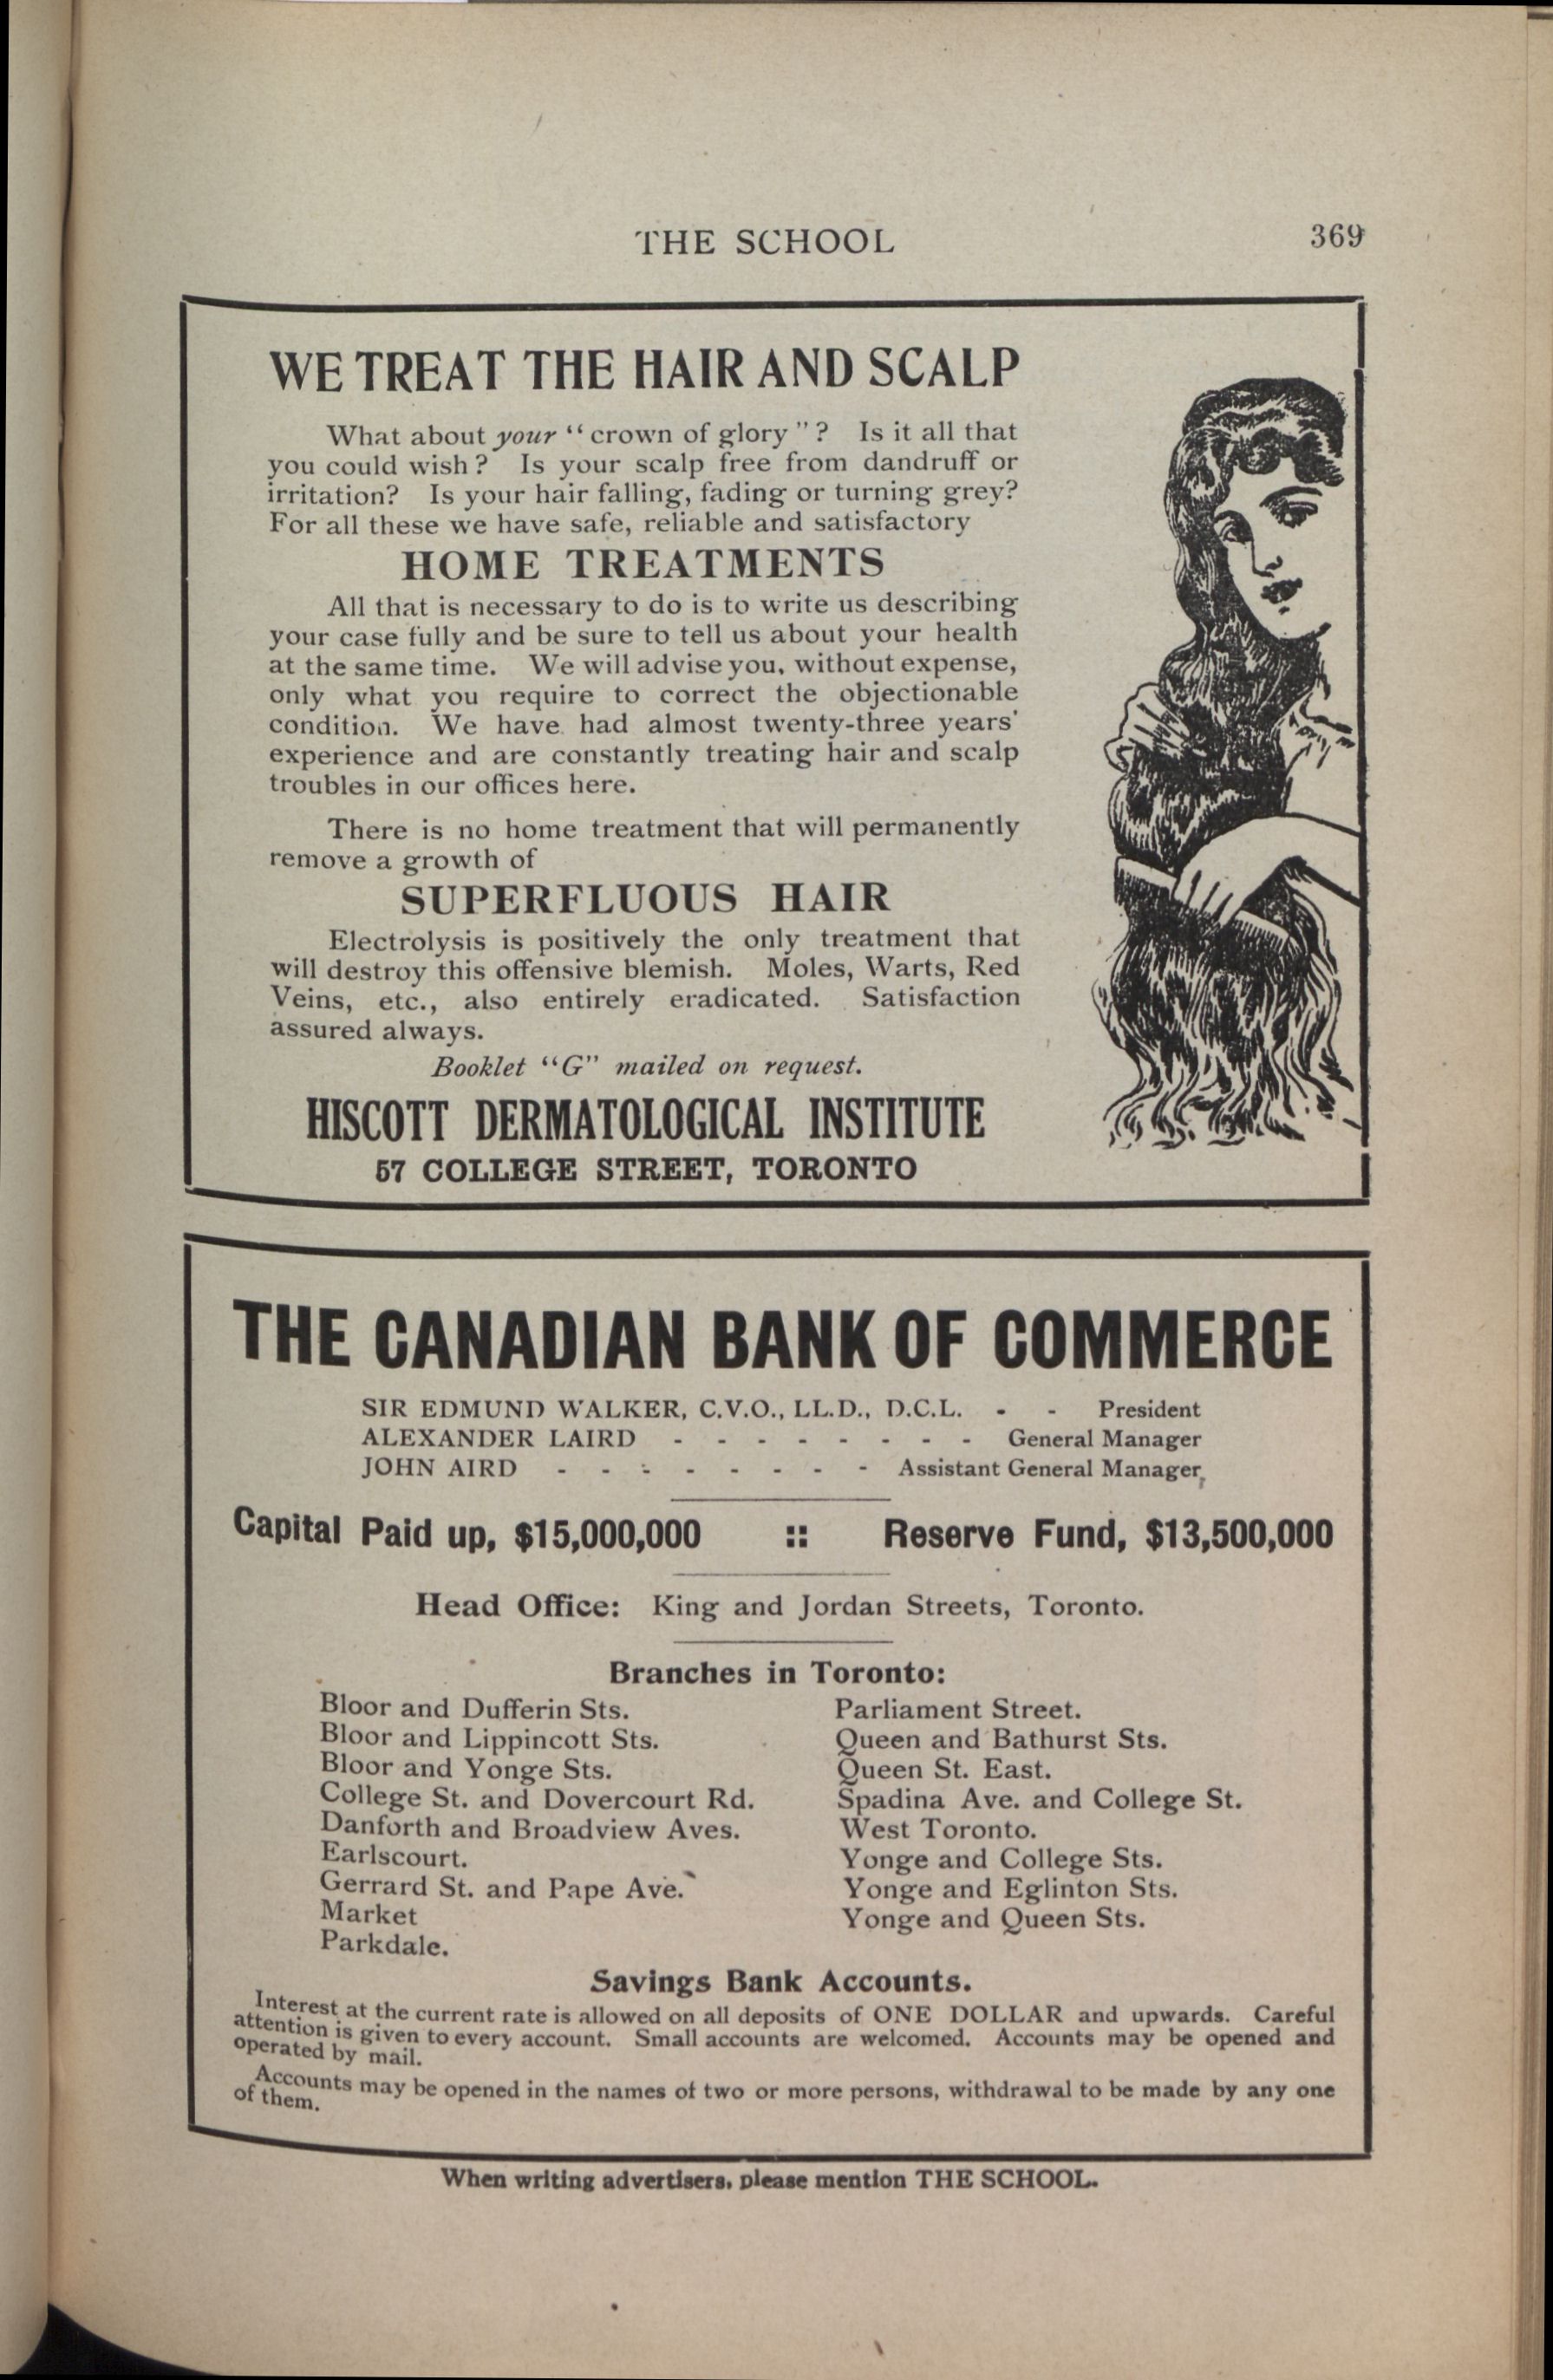 THE SCHOOL
369
WE TREAT THE HAIR AND SCALP
What about your “crown of glory”? Is it all that
you could wish? Is your scalp free from dandruff or
irritation? Is your hair falling, fading or turning grey?
For all these we have safe, reliable and satisfactory
HOME TREATMENTS
All that is necessary to do is to write us describing
your case fully and be sure to tell us about your health
at the same time. We will advise you, without expense,
only what you require to correct the objectionable
condition. We have had almost twenty-three years'
experience and are constantly treating hair and scalp
troubles in our offices here.
There is no home treatment that will permanently
remove a growth of
SUPERFLUOUS HAIR
Electrolysis is positively the only treatment that
will destroy this offensive blemish. Moles, Warts, Red
Veins, etc., also entirely eradicated. Satisfaction
assured always.
Booklet “G” mailed on request.
HISCOTT DERMATOLOGICAL INSTITUTE
57 COLLEGE STREET, TORONTO
THE CANADIAN BANK OF COMMERCE
SIR EDMUND WALKER, C.V.O., LL.D., D.C.L. - - President
ALEXANDER LAIRD - - - - - - - - General Manager
JOHN AIRD - - - - - - - - Assistant General Manager
Capital Paid up, $15,000,000 :: Reserve Fund, $13,500,000
Head Office: King and Jordan Streets, Toronto.
Branches in Toronto:
Bloor and Dufferin Sts.
Bloor and Lippincott Sts.
Bloor and Yonge Sts.
College St. and Dovercourt Rd.
Danforth and Broadview Aves.
Earlscourt.
Gerrard St. and Pape Ave.
Market
Parkdale.
Parliament Street.
Queen and Bathurst Sts.
Queen St. East.
Spadina Ave. and College St.
West Toronto.
Yonge and College Sts.
Yonge and Eglinton Sts.
Yonge and Queen Sts.
Savings Bank Accounts.
Interest at the current rate is allowed on all deposits of ONE DOLLAR and upwards. Careful
attention is given to every account. Small accounts are welcomed. Accounts may be opened and
operated by mail.
Accounts may be opened in the names of two or more persons, withdrawal to be made by any one
of them.
When writing advertisers, please mention THE SCHOOL.